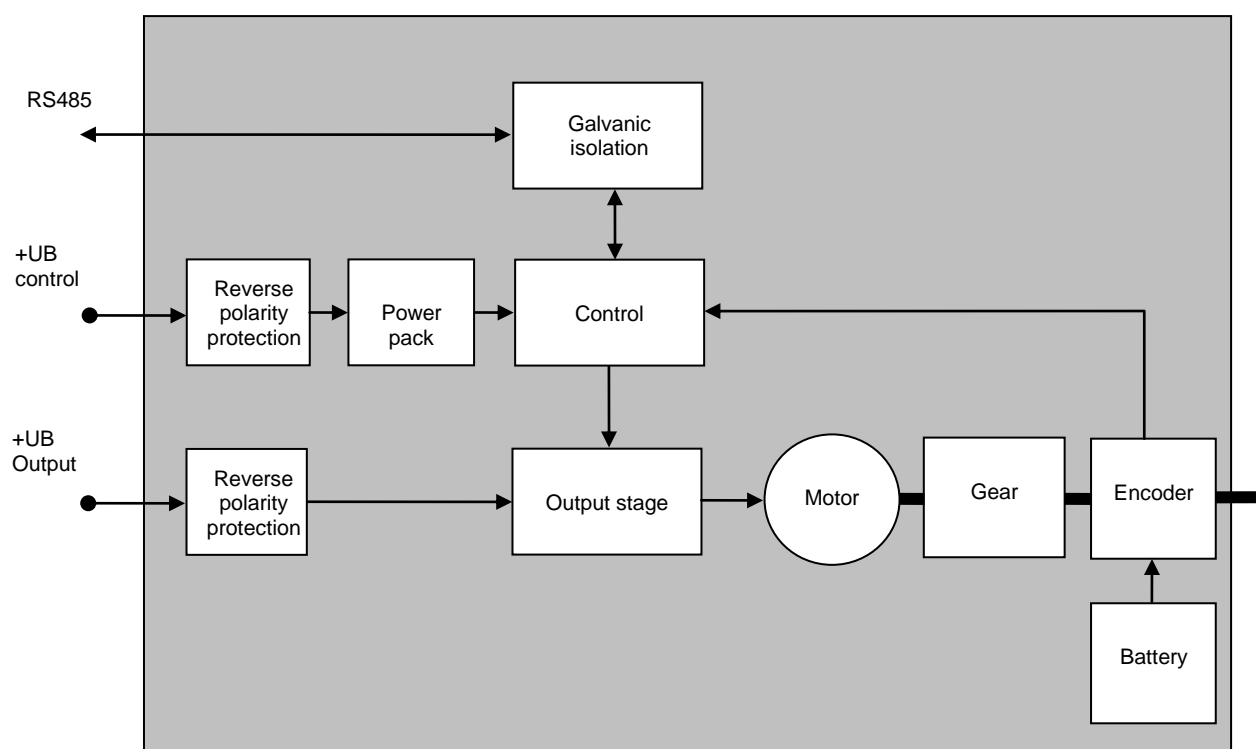 RS485
Galvanic
isolation
+UB
control
Reverse
polarity
protection
Power
pack
Control
+UB
Output
Reverse
polarity
protection
Output stage
Motor
Gear
Encoder
Battery